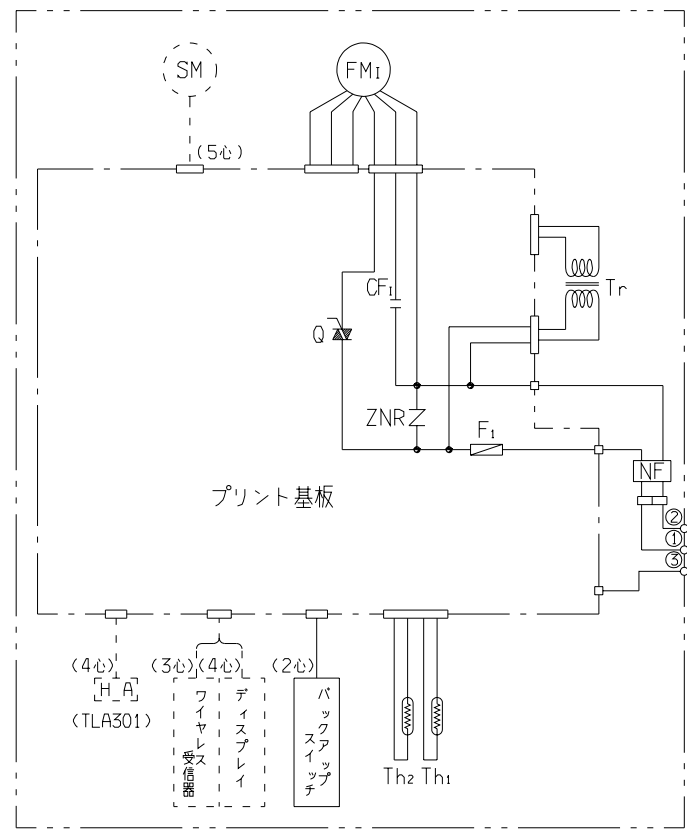 SM
FM1
(5心)
CF1
Tr
Q
ZNR
F1
NF
プリント基板
②
①
③
(4心)
(3心)
(4心)
(2心)
H A
(TLA301)
ワイヤレス
受信器
ディスプレイ
バックアップ
スイッチ
Th2
Th1